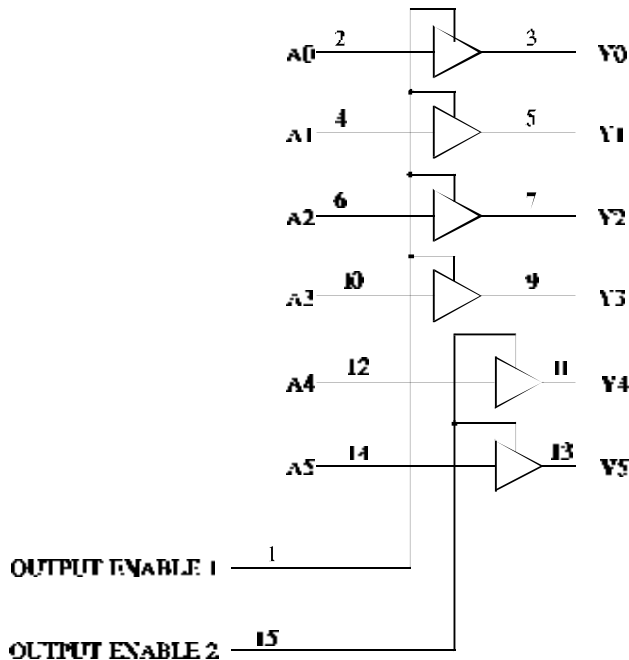 A0 2 3 Y0
A1 4 5 Y1
A2 6 7 Y2
A3 10 9 Y3
A4 12 11 Y4
A5 14 13 Y5
OUTPUT ENABLE 1 1
OUTPUT ENABLE 2 15